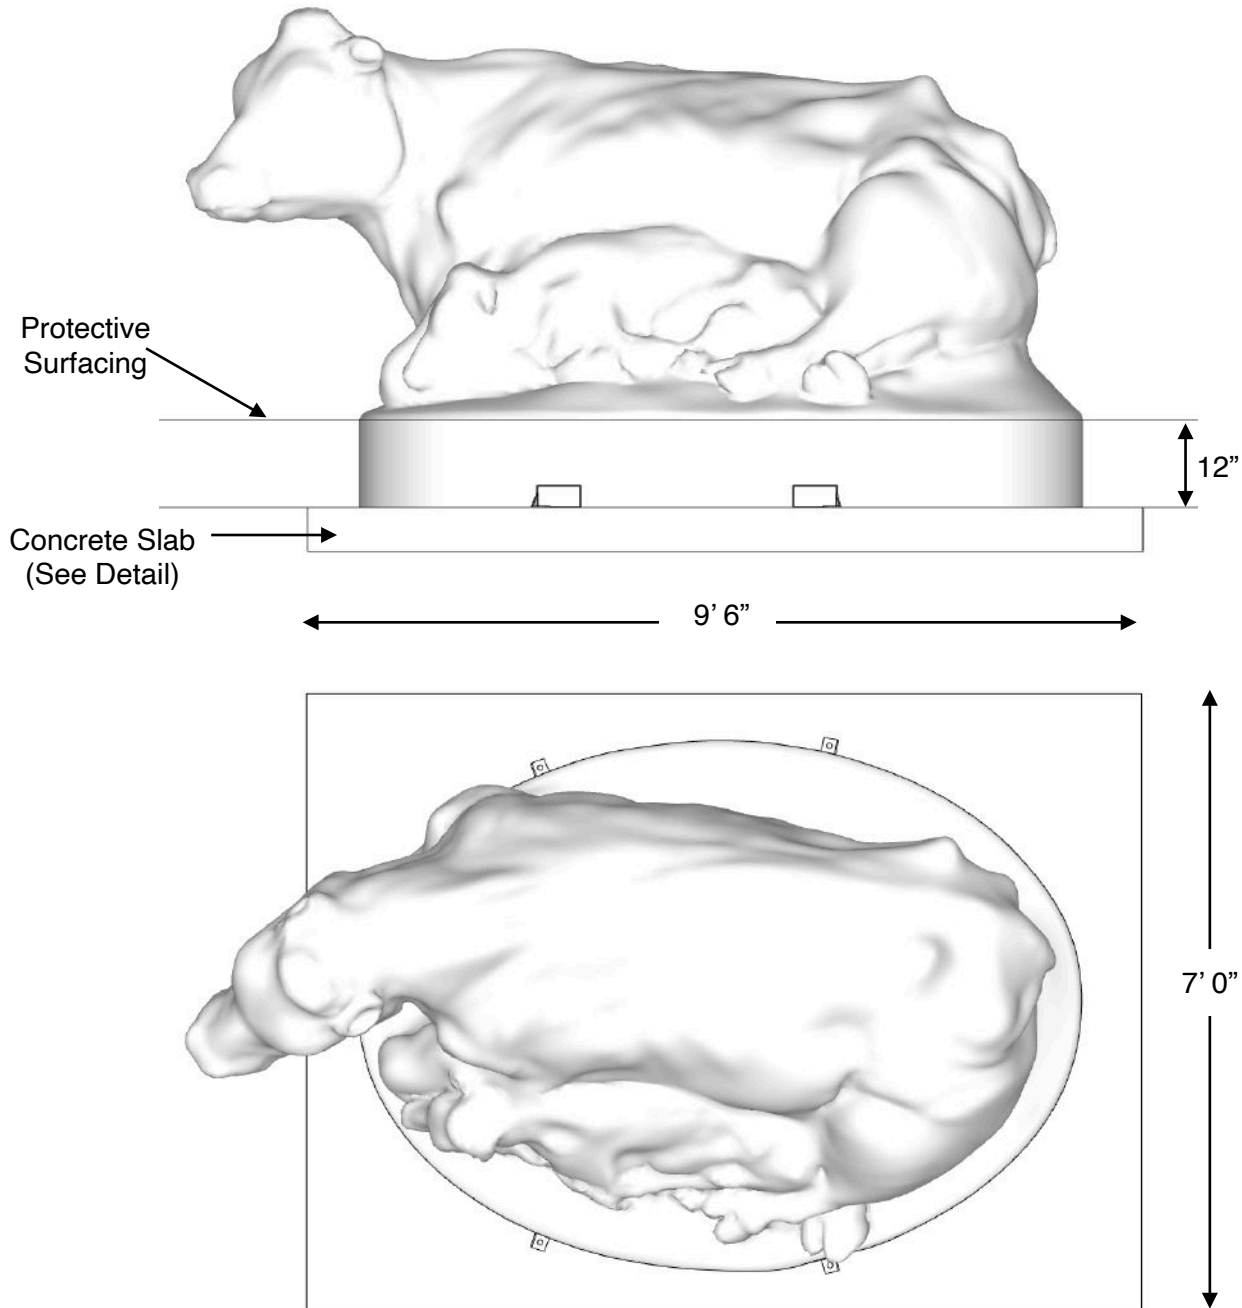 Protective
Surfacing
12”
Concrete Slab
(See Detail)
9’ 6”
7’ 0”